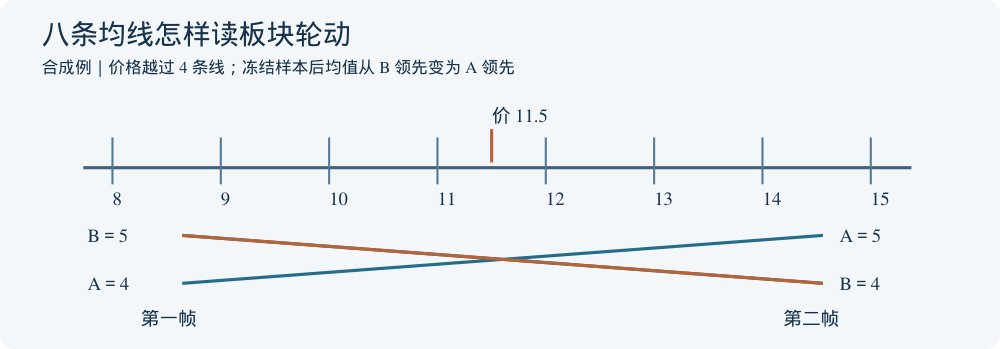 八条均线怎样读板块轮动
合成例｜价格越过 4 条线；冻结样本后均值从 B 领先变为 A 领先
价 11.5
8 9 10 11 12 13 14 15
B = 5 A = 5
A = 4 B = 4
第一帧 第二帧